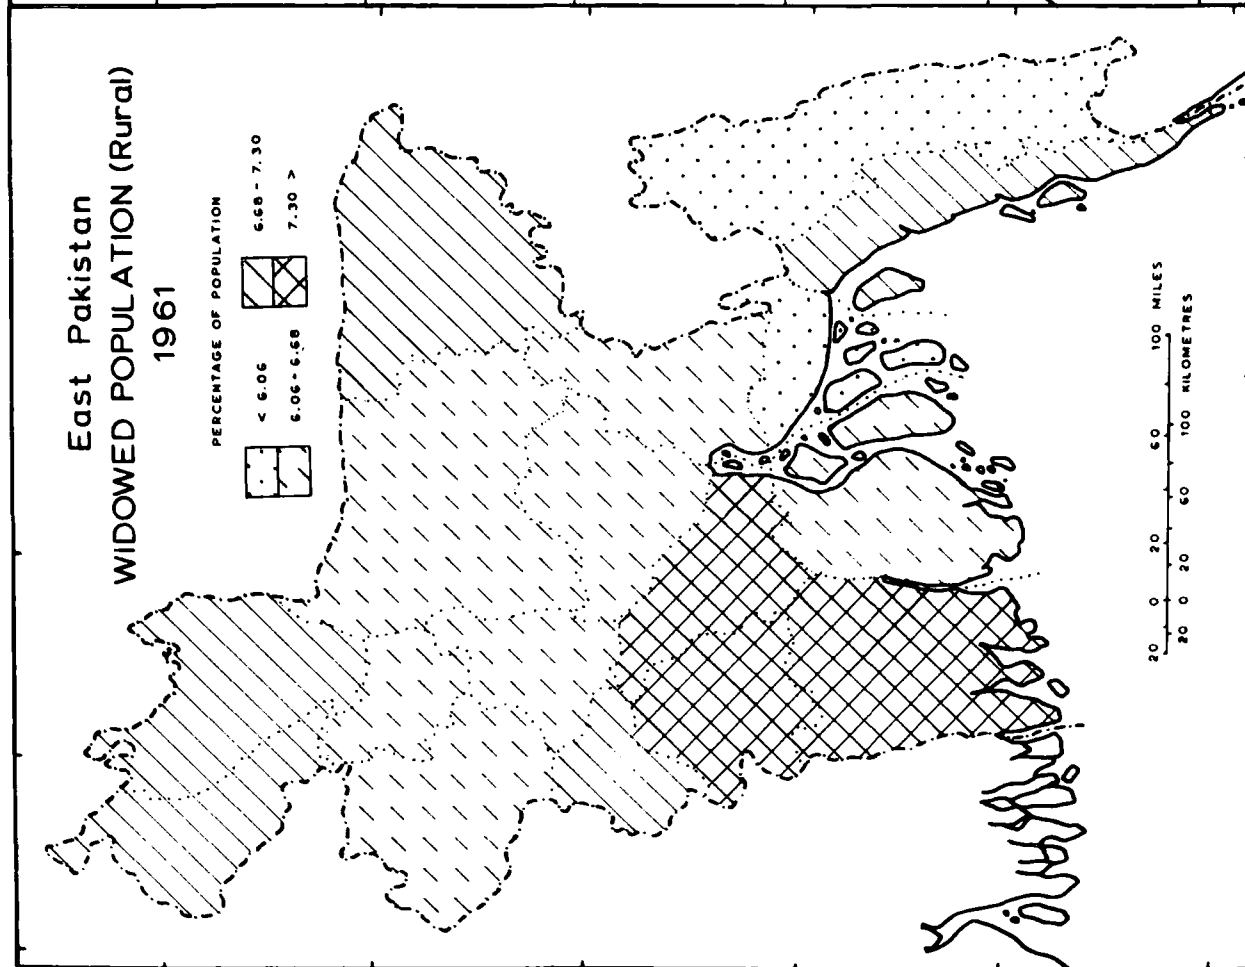 East Pakistan
WIDOWED POPULATION (Rural)
1961
PERCENTAGE OF POPULATION
< 6.06
6.06 - 6.68
6.68 - 7.30
7.30 >
20 0 20 60 100 MILES
20 0 20 60 100 KILOMETRES